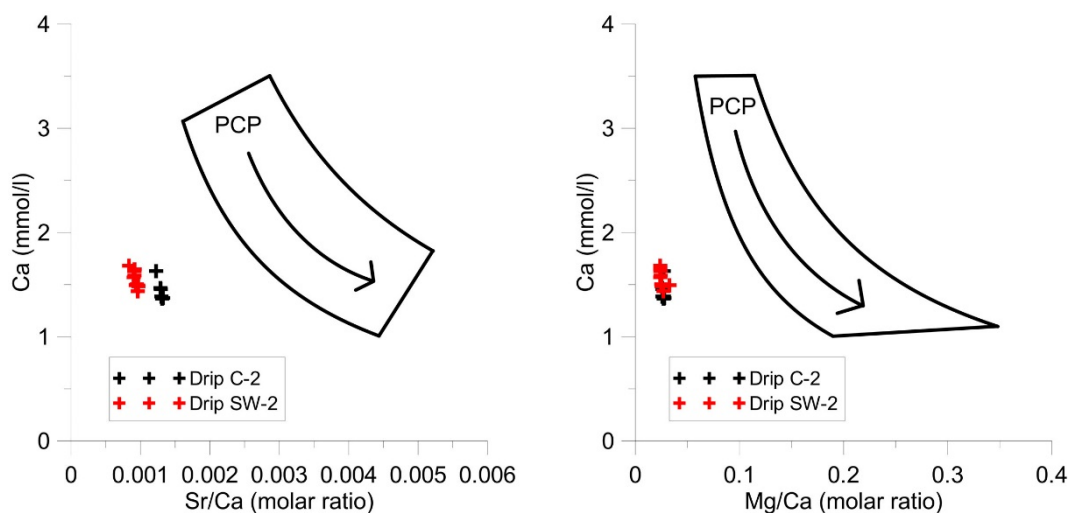 4
3
2
1
0
Ca (mmol/l)
PCP
Drip C-2
Drip SW-2
0 0.001 0.002 0.003 0.004 0.005 0.006
Sr/Ca (molar ratio)
4
3
2
1
0
Ca (mmol/l)
PCP
Drip C-2
Drip SW-2
0 0.1 0.2 0.3 0.4
Mg/Ca (molar ratio)